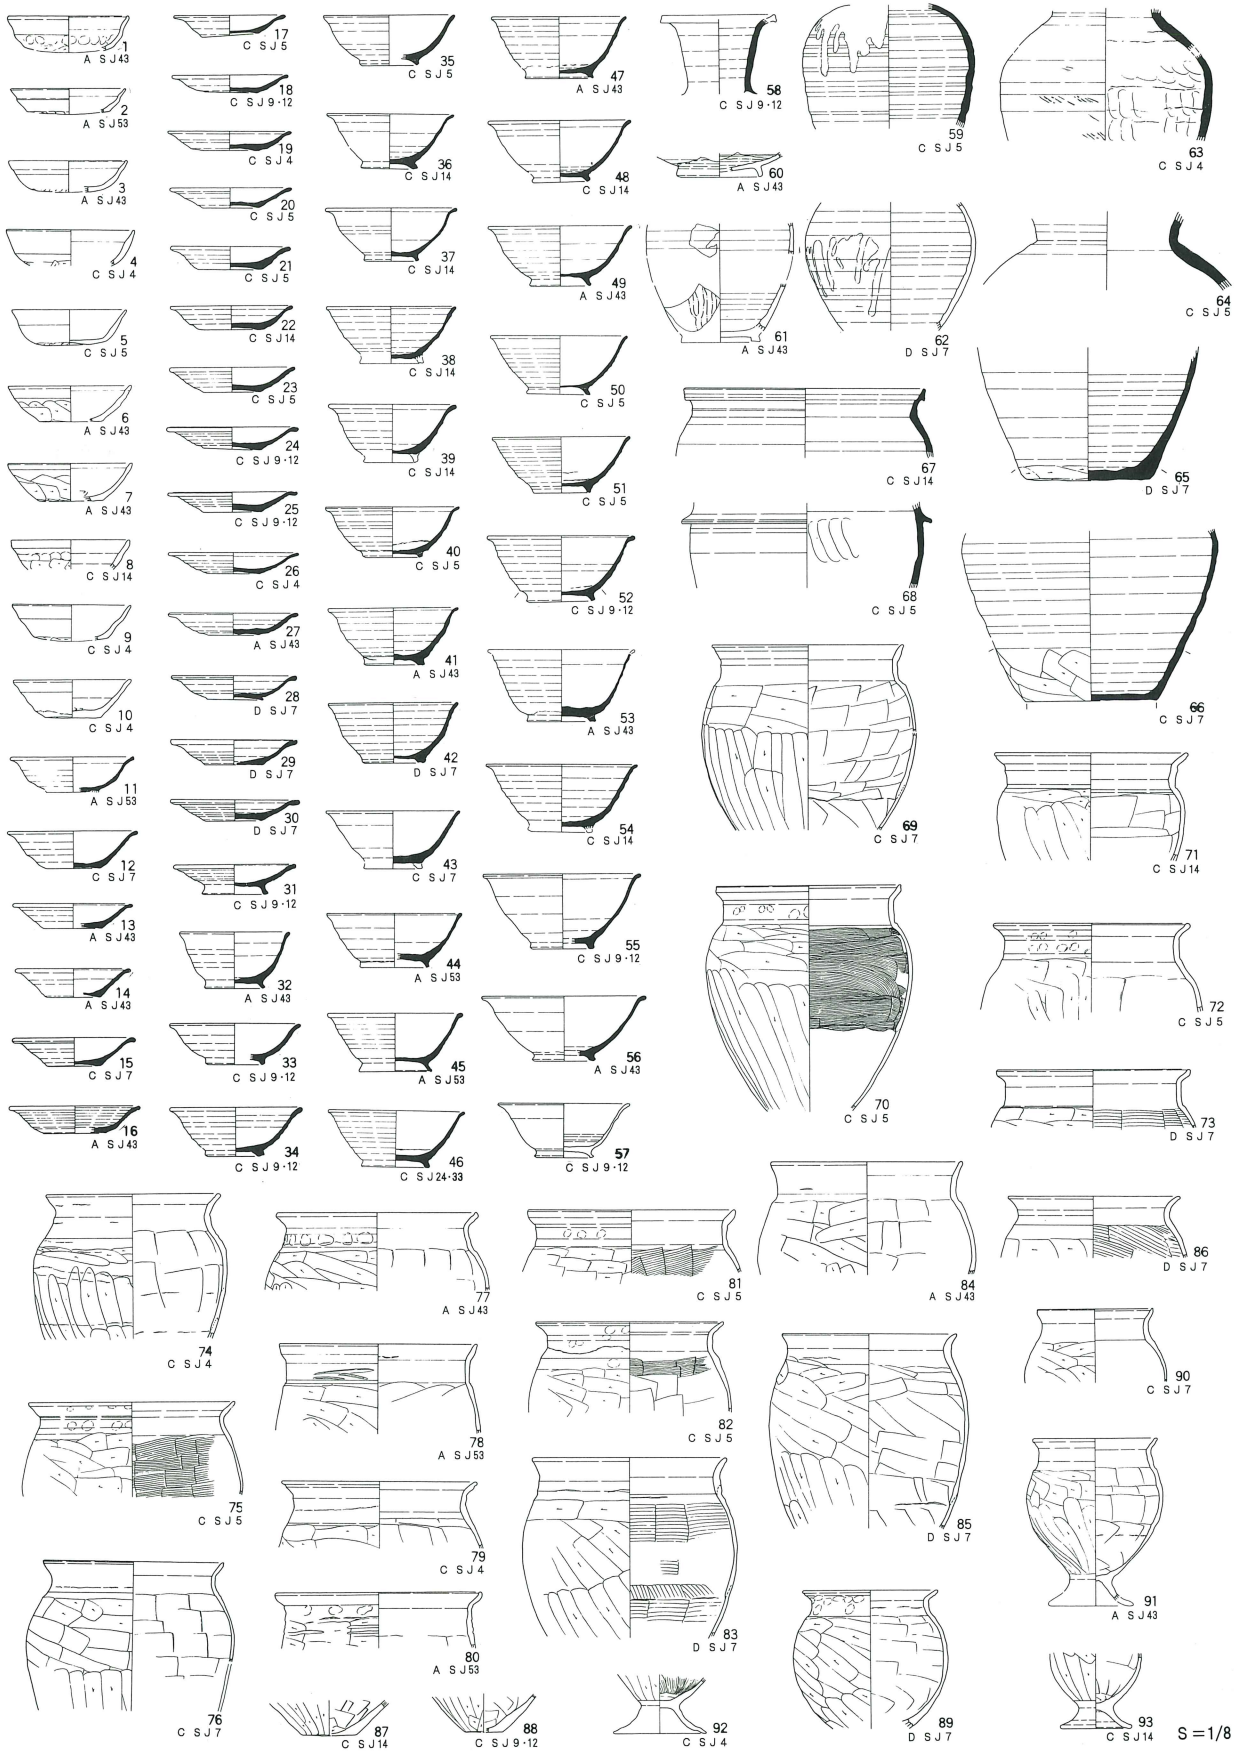 1
A SJ43
2
A SJ53
3
A SJ43
4
C SJ4
5
C SJ5
6
A SJ43
7
A SJ43
8
C SJ14
9
C SJ4
10
C SJ4
11
A SJ53
12
C SJ7
13
A SJ43
14
A SJ43
15
C SJ7
16
A SJ43
17
C SJ5
18
C SJ9·12
19
C SJ4
20
C SJ5
21
C SJ5
22
C SJ14
23
C SJ5
24
C SJ9·12
25
C SJ9·12
26
C SJ4
27
A SJ43
28
D SJ7
29
D SJ7
30
D SJ7
31
C SJ9·12
32
A SJ43
33
C SJ9·12
34
C SJ9·12
35
C SJ5
36
C SJ14
37
C SJ14
38
C SJ14
39
C SJ14
40
C SJ5
41
A SJ43
42
D SJ7
43
C SJ7
44
A SJ53
45
A SJ53
46
C SJ24·33
47
A SJ43
48
C SJ14
49
A SJ43
50
C SJ5
51
C SJ5
52
C SJ9·12
53
A SJ43
54
C SJ14
55
C SJ9·12
56
A SJ43
57
C SJ9·12
58
C SJ9·12
59
C SJ5
60
A SJ43
61
A SJ43
62
D SJ7
63
C SJ4
64
C SJ5
65
D SJ7
66
C SJ7
67
C SJ14
68
C SJ5
69
C SJ7
70
C SJ5
71
C SJ14
72
C SJ5
73
D SJ7
74
C SJ4
75
C SJ5
76
C SJ7
77
A SJ43
78
A SJ53
79
C SJ4
80
A SJ53
81
C SJ5
82
C SJ5
83
D SJ7
84
A SJ43
85
D SJ7
86
D SJ7
87
C SJ14
88
C SJ9·12
89
D SJ7
90
C SJ7
91
A SJ43
92
C SJ4
93
C SJ14
S=1/8